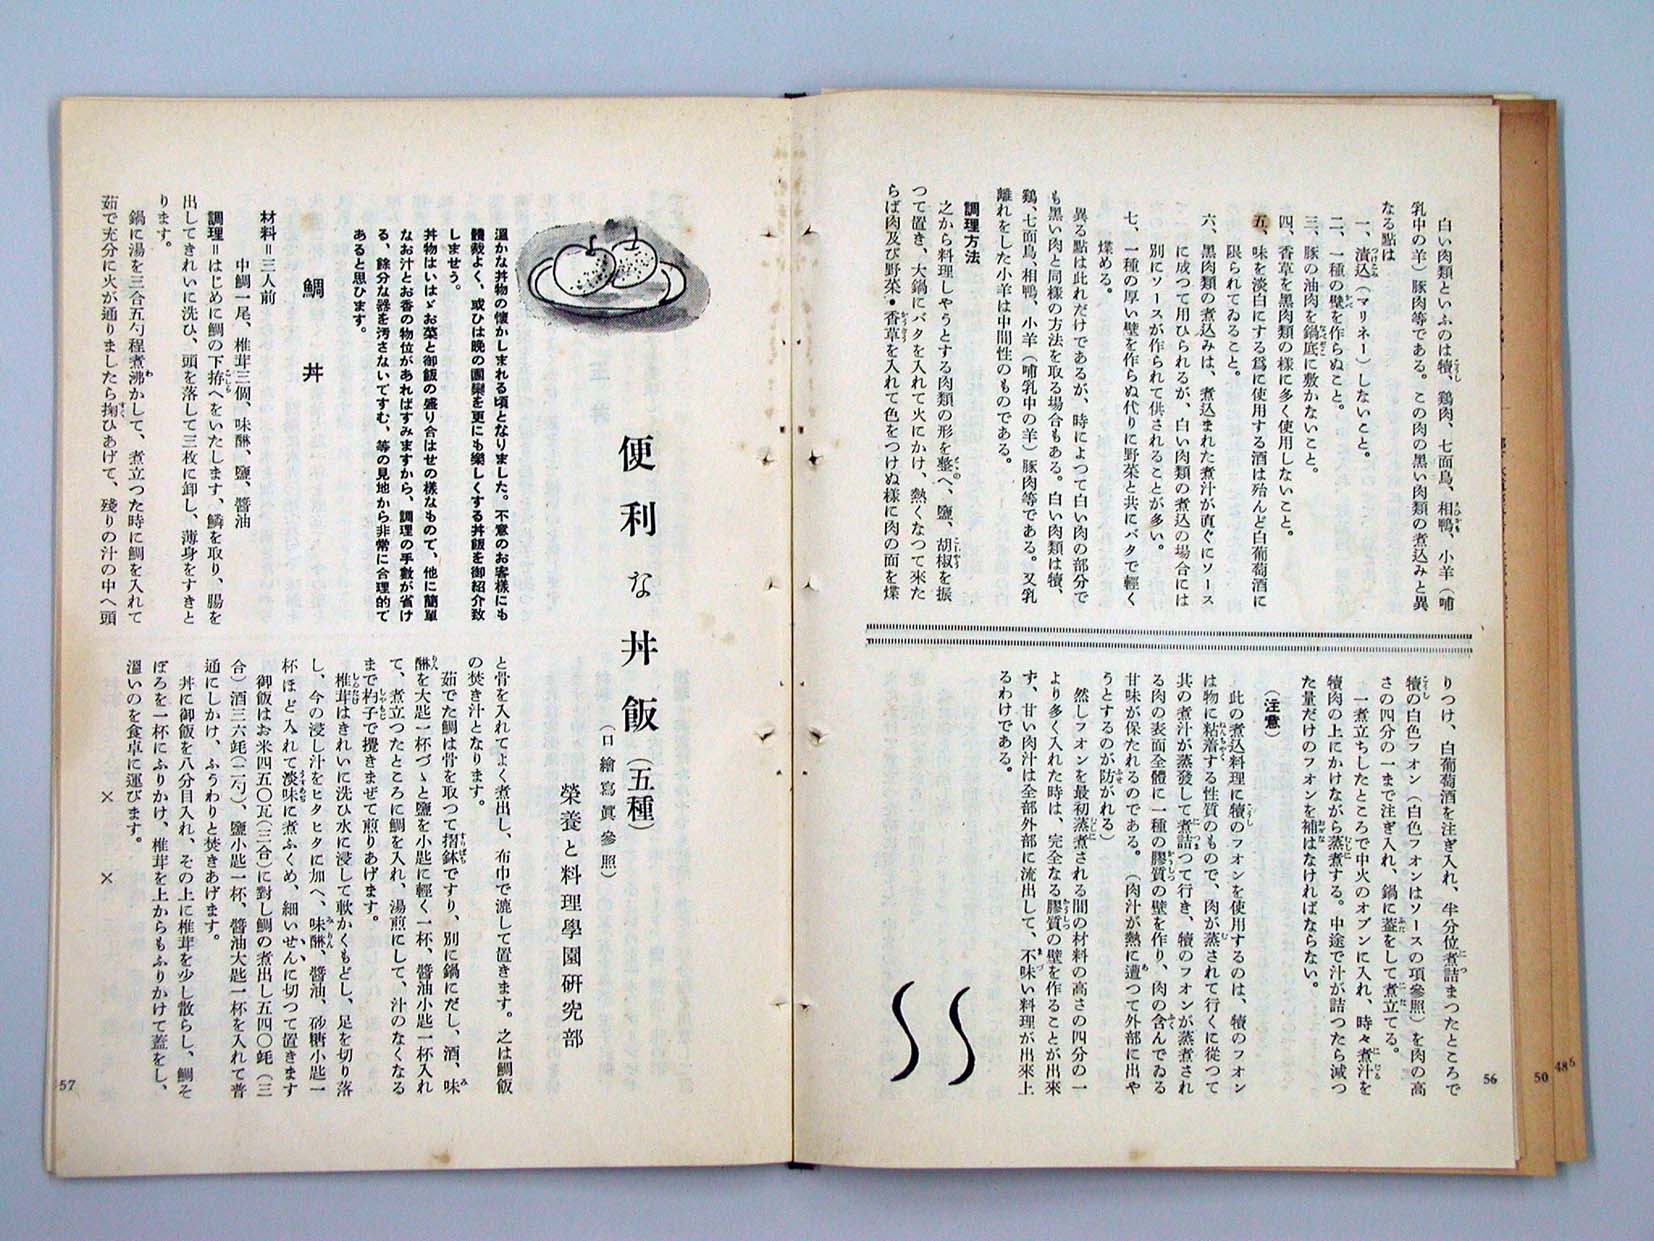 白い肉類といふのは犢、鶏肉、七面鳥、相鴨、小羊（哺
乳中の羊）豚肉等である。この肉の黒い肉類の煮込みと異
なる點は
一、漬込（マリネー）しないこと。
二、一種の壁を作らぬこと。
三、豚の油肉を鍋底に敷かないこと。
四、香草を黒肉類の様に多く使用しないこと。
五、味を淡白にする爲に使用する酒は殆んど白葡萄酒に
限られてゐること。
六、黒肉類の煮込みは、煮込まれた煮汁が直ぐにソース
に成つて用ひられるが、白い肉類の煮込の場合には
別にソースが作られて供されることが多い。
七、一種の厚い壁を作らぬ代りに野菜と共にバタで輕く
煠める。
異る點は此れだけであるが、時によつて白い肉の部分で
も黒い肉と同様の方法を取る場合もある。白い肉類は犢、
鶏、七面鳥、相鴨、小羊（哺乳中の羊）豚肉等である。又乳
離れをした小羊は中間性のものである。
調理方法
之から料理しやうとする肉類の形を整へ、鹽、胡椒を振
つて置き、大鍋にバタを入れて火にかけ、熱くなつて來た
らば肉及び野菜・香草を入れて色をつけぬ様に肉の面を煠
りつけ、白葡萄酒を注ぎ入れ、半分位煮詰まつたところで
犢の白色フオン（白色フオンはソースの項參照）を肉の高
さの四分の一まで注ぎ入れ、鍋に蓋をして煮立てる。
一煮立ちしたところで中火のオブンに入れ、時々煮汁を
犢肉の上にかけながら蒸煮する。中途で汁が詰つたら減つ
た量だけのフオンを補はなければならない。
（注意）
此の煮込料理に犢のフオンを使用するのは、犢のフオン
は物に粘着する性質のもので、肉が蒸されて行くに從つて
其の煮汁が蒸發して煮詰つて行き、犢のフオンが蒸煮され
る肉の表面全體に一種の膠質の壁を作り、肉の含んでゐる
甘味が保たれるのである。（肉汁が熱に遭つて外部に出や
うとするのが防がれる）
然しフオンを最初蒸煮される間の材料の高さの四分の一
より多く入れた時は、完全なる膠質の壁を作ることが出來
ず、甘い肉汁は全部外部に流出して、不味い料理が出來上
るわけである。
56
50
485
便利な丼飯（五種）
（口繪寫眞參照）
榮養と料理學園研究部
溫かな丼物の懷かしまれる頃となりました。不意のお客樣にも
體裁よく、或ひは晩の團欒を更にも樂しくする丼飯を御紹介致
しませう。
丼物はいはゞお菜と御飯の盛り合はせの樣なもので、他に簡單
なお汁とお香の物位があればすみますから、調理の手數が省け
る、餘分な器を汚さないですむ、等の見地から非常に合理的で
あると思ひます。
鯛丼
材料＝三人前
中鯛一尾、椎茸三個、味醂、鹽、醬油
調理＝はじめに鯛の下拵へをいたします、鱗を取り、腸を
出してきれいに洗ひ、頭を落して三枚に卸し、薄身をすきと
ります。
鍋に湯を三合五勺程煮沸かして、煮立つた時に鯛を入れて
茹で充分に火が通りましたら掬ひあげて、殘りの汁の中へ頭
と骨を入れてよく煮出し、布巾で漉して置きます。之は鯛飯
の焚き汁となります。
茹でた鯛は骨を取つて摺鉢ですり、別に鍋にだし、酒、味
醂を大匙一杯づゝと鹽を小匙に輕く一杯、醬油小匙一杯入れ
て、煮立つたところに鯛を入れ、湯煎にして、汁のなくなる
まで杓子で攪きまぜて煎りあげます。
椎茸はきれいに洗ひ水に浸して軟かくもどし、足を切り落
し、今の浸し汁をヒタヒタに加へ、味醂、醬油、砂糖小匙一
杯ほど入れて淡味に煮ふくめ、細いせんに切つて置きます
御飯はお米四五〇瓦（三合）に對し鯛の煮出し五四〇竓（三
合）酒三六竓（二勺）、鹽小匙一杯、醬油大匙一杯を入れて普
通にしかけ、ふうわりと焚きあげます。
丼に御飯を八分目入れ、その上に椎茸を少し散らし、鯛そ
ぼろを一杯にふりかけ、椎茸を上からもふりかけて蓋をし、
溫いのを食卓に運びます。
× ×
57